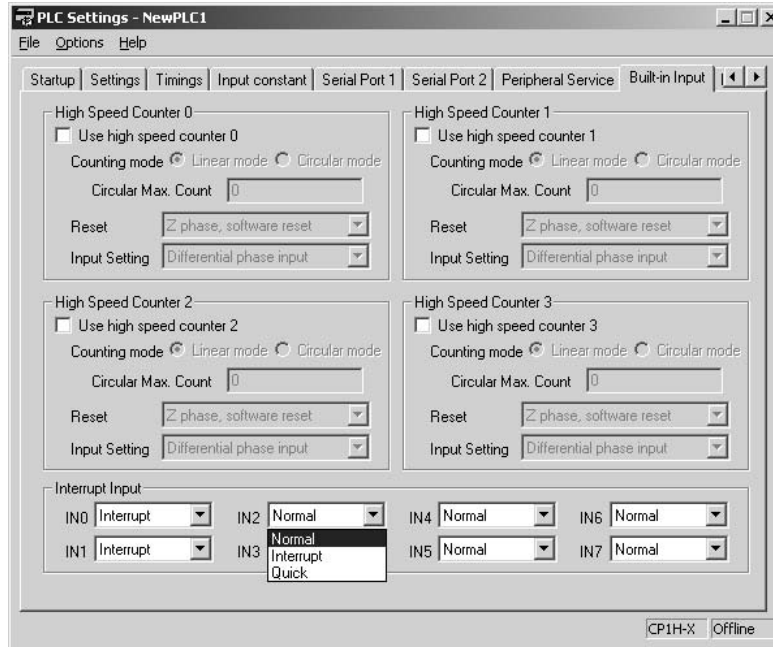 PLC Settings - NewPLC1
File Options Help
Startup Settings Timings Input constant Serial Port 1 Serial Port 2 Peripheral Service Built-in Input
High Speed Counter 0
Use high speed counter 0
Counting mode Linear mode Circular mode
Circular Max. Count 0
Reset Z phase, software reset
Input Setting Differential phase input
High Speed Counter 1
Use high speed counter 1
Counting mode Linear mode Circular mode
Circular Max. Count 0
Reset Z phase, software reset
Input Setting Differential phase input
High Speed Counter 2
Use high speed counter 2
Counting mode Linear mode Circular mode
Circular Max. Count 0
Reset Z phase, software reset
Input Setting Differential phase input
High Speed Counter 3
Use high speed counter 3
Counting mode Linear mode Circular mode
Circular Max. Count 0
Reset Z phase, software reset
Input Setting Differential phase input
Interrupt Input
IN0 Interrupt IN2 Normal IN4 Normal IN6 Normal
IN1 Interrupt IN3 Normal IN5 Normal IN7 Normal
Interrupt
Quick
CP1H-X Offline